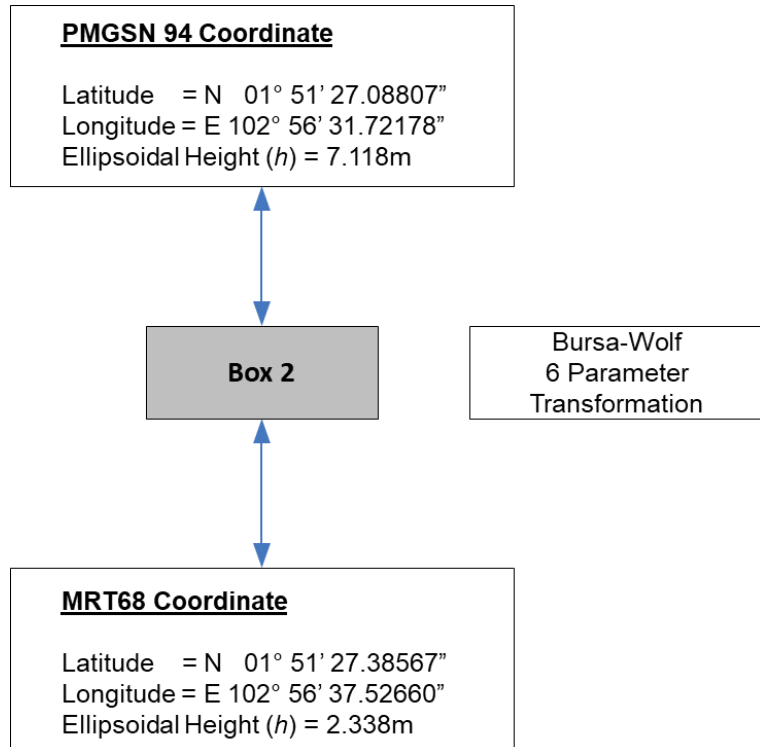 PMGSN 94 Coordinate
Latitude = N 01° 51’ 27.08807”
Longitude = E 102° 56’ 31.72178”
Ellipsoidal Height (h) = 7.118m
Box 2
Bursa-Wolf
6 Parameter
Transformation
MRT68 Coordinate
Latitude = N 01° 51’ 27.38567”
Longitude = E 102° 56’ 37.52660”
Ellipsoidal Height (h) = 2.338m